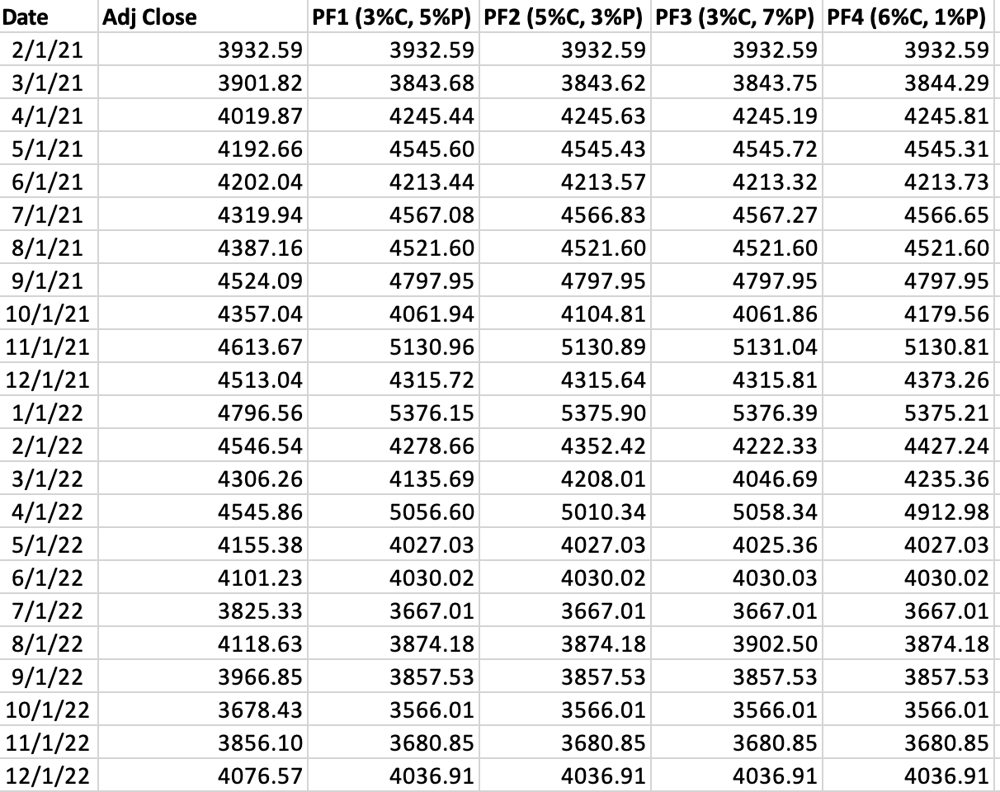 Date Adj Close PF1 (3%C, 5%P) PF2 (5%C, 3%P) PF3 (3%C, 7%P) PF4 (6%C, 1%P)
2/1/21 3932.59 3932.59 3932.59 3932.59 3932.59
3/1/21 3901.82 3843.68 3843.62 3843.75 3844.29
4/1/21 4019.87 4245.44 4245.63 4245.19 4245.81
5/1/21 4192.66 4545.60 4545.43 4545.72 4545.31
6/1/21 4202.04 4213.44 4213.57 4213.32 4213.73
7/1/21 4319.94 4567.08 4566.83 4567.27 4566.65
8/1/21 4387.16 4521.60 4521.60 4521.60 4521.60
9/1/21 4524.09 4797.95 4797.95 4797.95 4797.95
10/1/21 4357.04 4061.94 4104.81 4061.86 4179.56
11/1/21 4613.67 5130.96 5130.89 5131.04 5130.81
12/1/21 4513.04 4315.72 4315.64 4315.81 4373.26
1/1/22 4796.56 5376.15 5375.90 5376.39 5375.21
2/1/22 4546.54 4278.66 4352.42 4222.33 4427.24
3/1/22 4306.26 4135.69 4208.01 4046.69 4235.36
4/1/22 4545.86 5056.60 5010.34 5058.34 4912.98
5/1/22 4155.38 4027.03 4027.03 4025.36 4027.03
6/1/22 4101.23 4030.02 4030.02 4030.03 4030.02
7/1/22 3825.33 3667.01 3667.01 3667.01 3667.01
8/1/22 4118.63 3874.18 3874.18 3902.50 3874.18
9/1/22 3966.85 3857.53 3857.53 3857.53 3857.53
10/1/22 3678.43 3566.01 3566.01 3566.01 3566.01
11/1/22 3856.10 3680.85 3680.85 3680.85 3680.85
12/1/22 4076.57 4036.91 4036.91 4036.91 4036.91